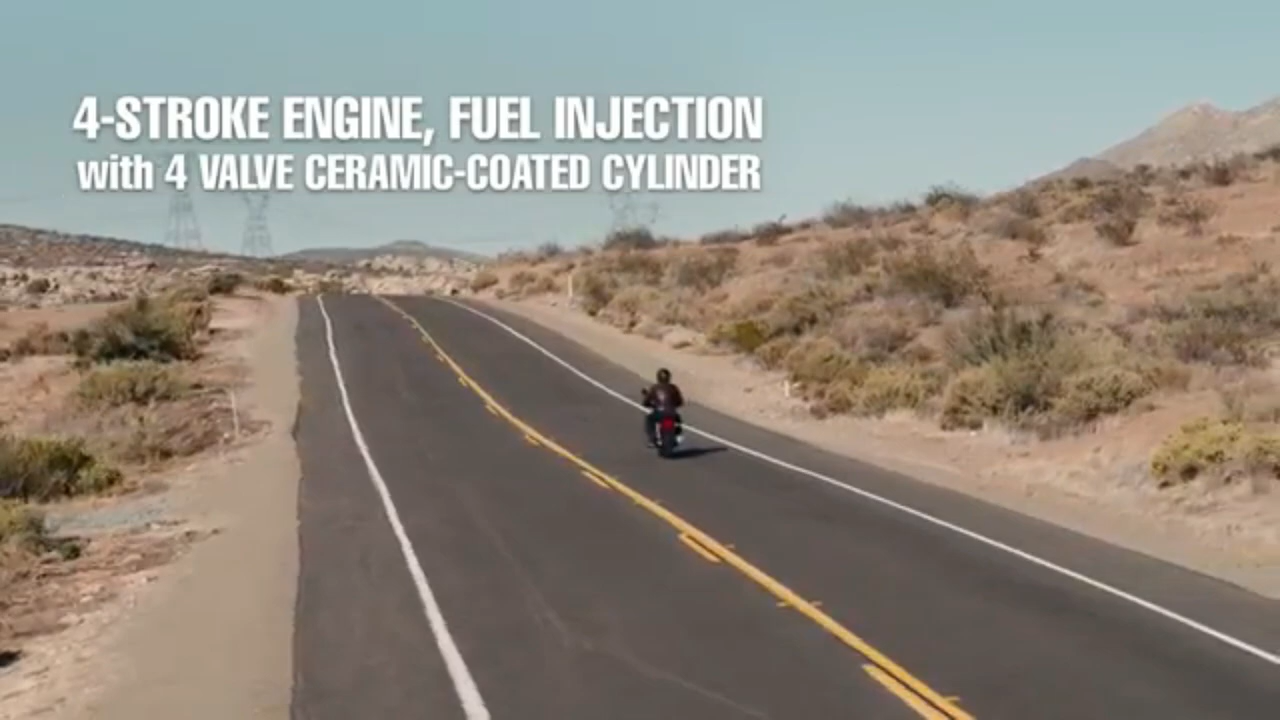 4-STROKE ENGINE, FUEL INJECTION
with 4 VALVE CERAMIC-COATED CYLINDER